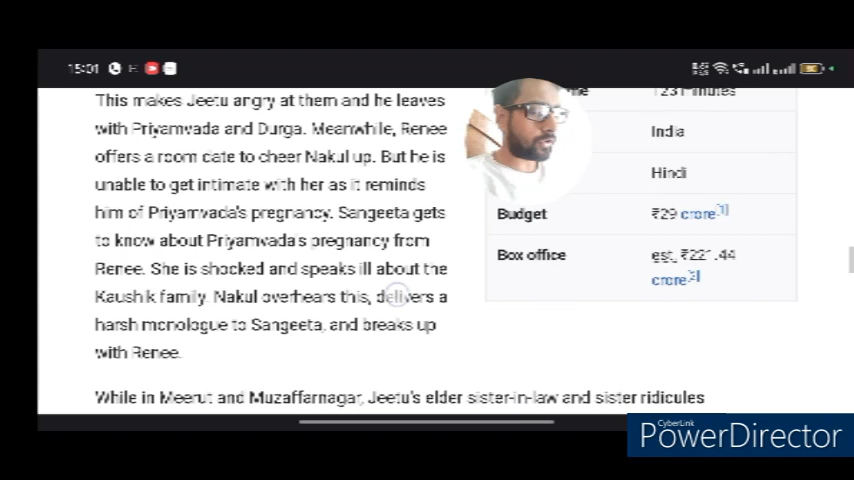 15:01
This makes Jeetu angry at them and he leaves
with Priyamvada and Durga. Meanwhile, Renee
offers a room date to cheer Nakul up. But he is
unable to get intimate with her as it reminds
him of Priyamvada's pregnancy. Sangeeta gets
to know about Priyamvada's pregnancy from
Renee. She is shocked and speaks ill about the
Kaushik family. Nakul overhears this, delivers a
harsh monologue to Sangeeta, and breaks up
with Renee.
While in Meerut and Muzaffarnagar, Jeetu's elder sister-in-law and sister ridicules
123 minutes
India
Hindi
Budget ₹29 crore[1]
Box office est. ₹221.44
crore[2]
CyberLink
PowerDirector